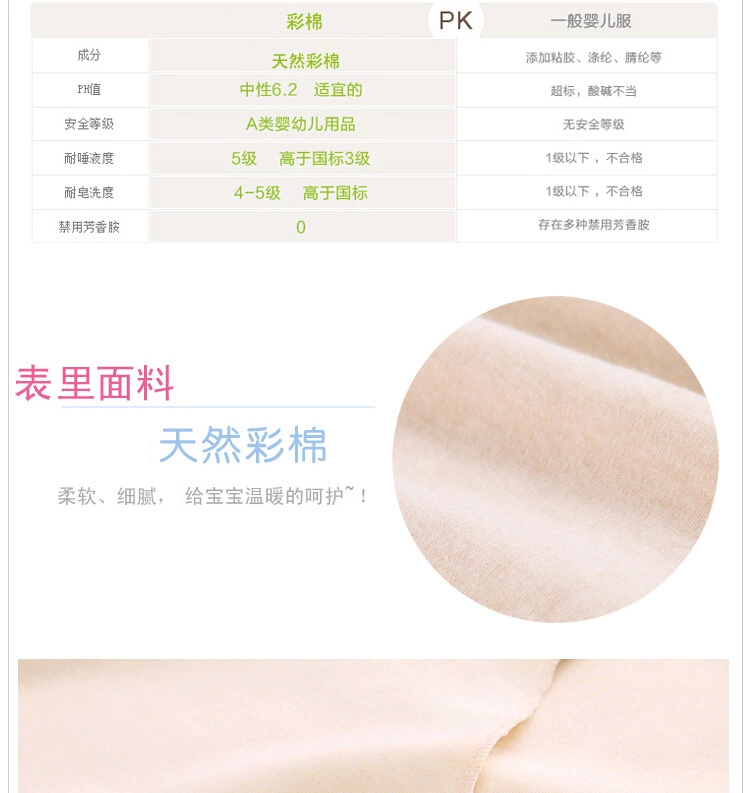 彩棉 PK 一般婴儿服
成分 天然彩棉 添加粘胶、涤纶、腈纶等
PH值 中性6.2 适宜的 超标，酸碱不当
安全等级 A类婴幼儿用品 无安全等级
耐唾液度 5级 高于国标3级 1级以下，不合格
耐皂洗度 4-5级 高于国标 1级以下，不合格
禁用芳香胺 0 存在多种禁用芳香胺
表里面料
天然彩棉
柔软、细腻， 给宝宝温暖的呵护~！